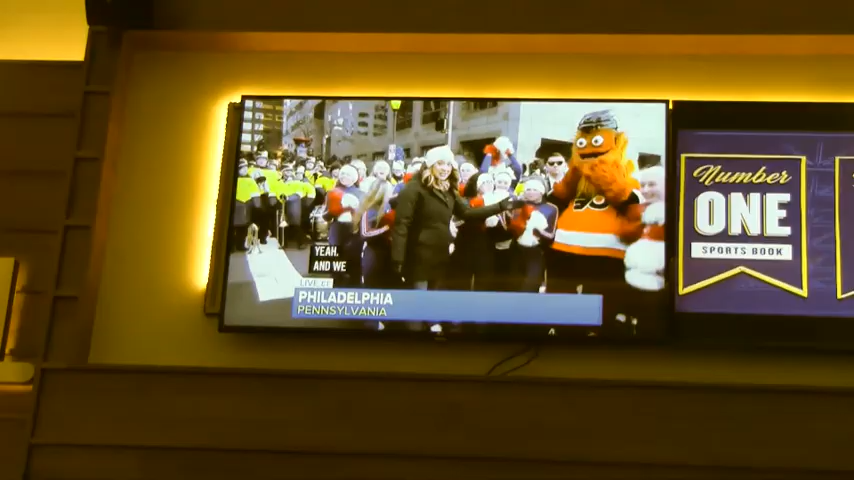 YEAH,
AND WE
LIVE AT
PHILADELPHIA
PENNSYLVANIA
Number
ONE
SPORTS BOOK